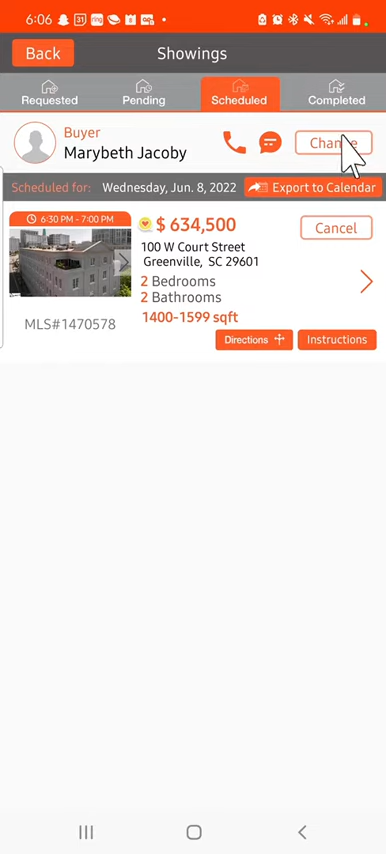 6:06
Back
Showings
Requested
Pending
Scheduled
Completed
Buyer
Marybeth Jacoby
Scheduled for:
Wednesday, Jun. 8, 2022
Export to Calendar
6:30 PM - 7:00 PM
$ 634,500
Cancel
100 W Court Street
Greenville, SC 29601
2 Bedrooms
2 Bathrooms
1400-1599 sqft
MLS#1470578
Directions
Instructions